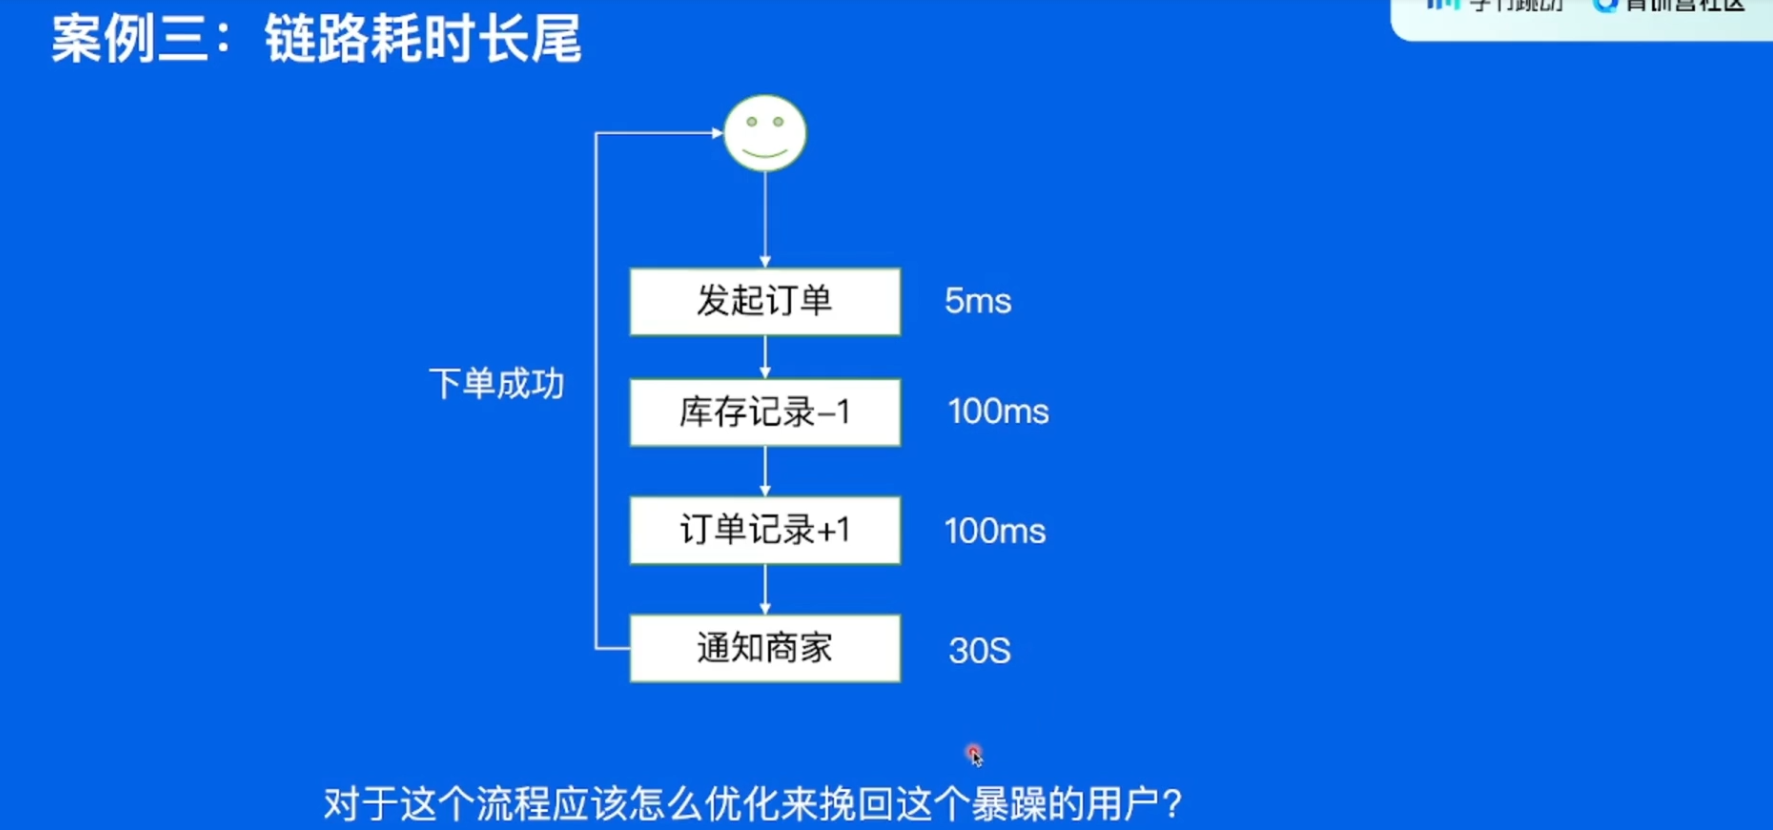 案例三：链路耗时长尾
发起订单 5ms
下单成功
库存记录-1 100ms
订单记录+1 100ms
通知商家 30S
对于这个流程应该怎么优化来挽回这个暴躁的用户?